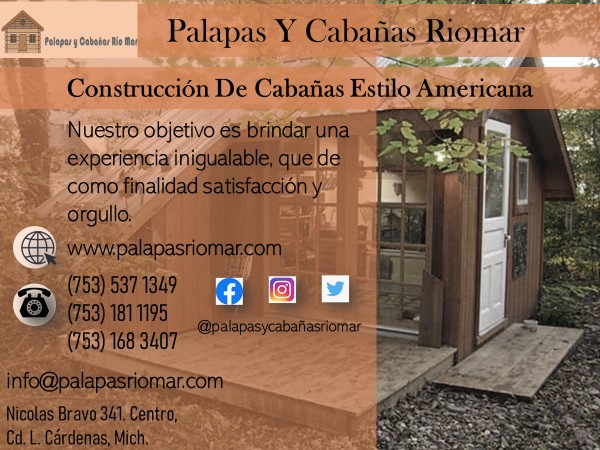 Palapas y Cabañas Rio Mar
Palapas Y Cabañas Riomar
Construcción De Cabañas Estilo Americana
Nuestro objetivo es brindar una
experiencia inigualable, que de
como finalidad satisfacción y
orgullo.
www.palapasriomar.com
(753) 537 1349
(753) 181 1195
(753) 168 3407
@palapasycabañasriomar
info@palapasriomar.com
Nicolas Bravo 341. Centro,
Cd. L. Cárdenas, Mich.